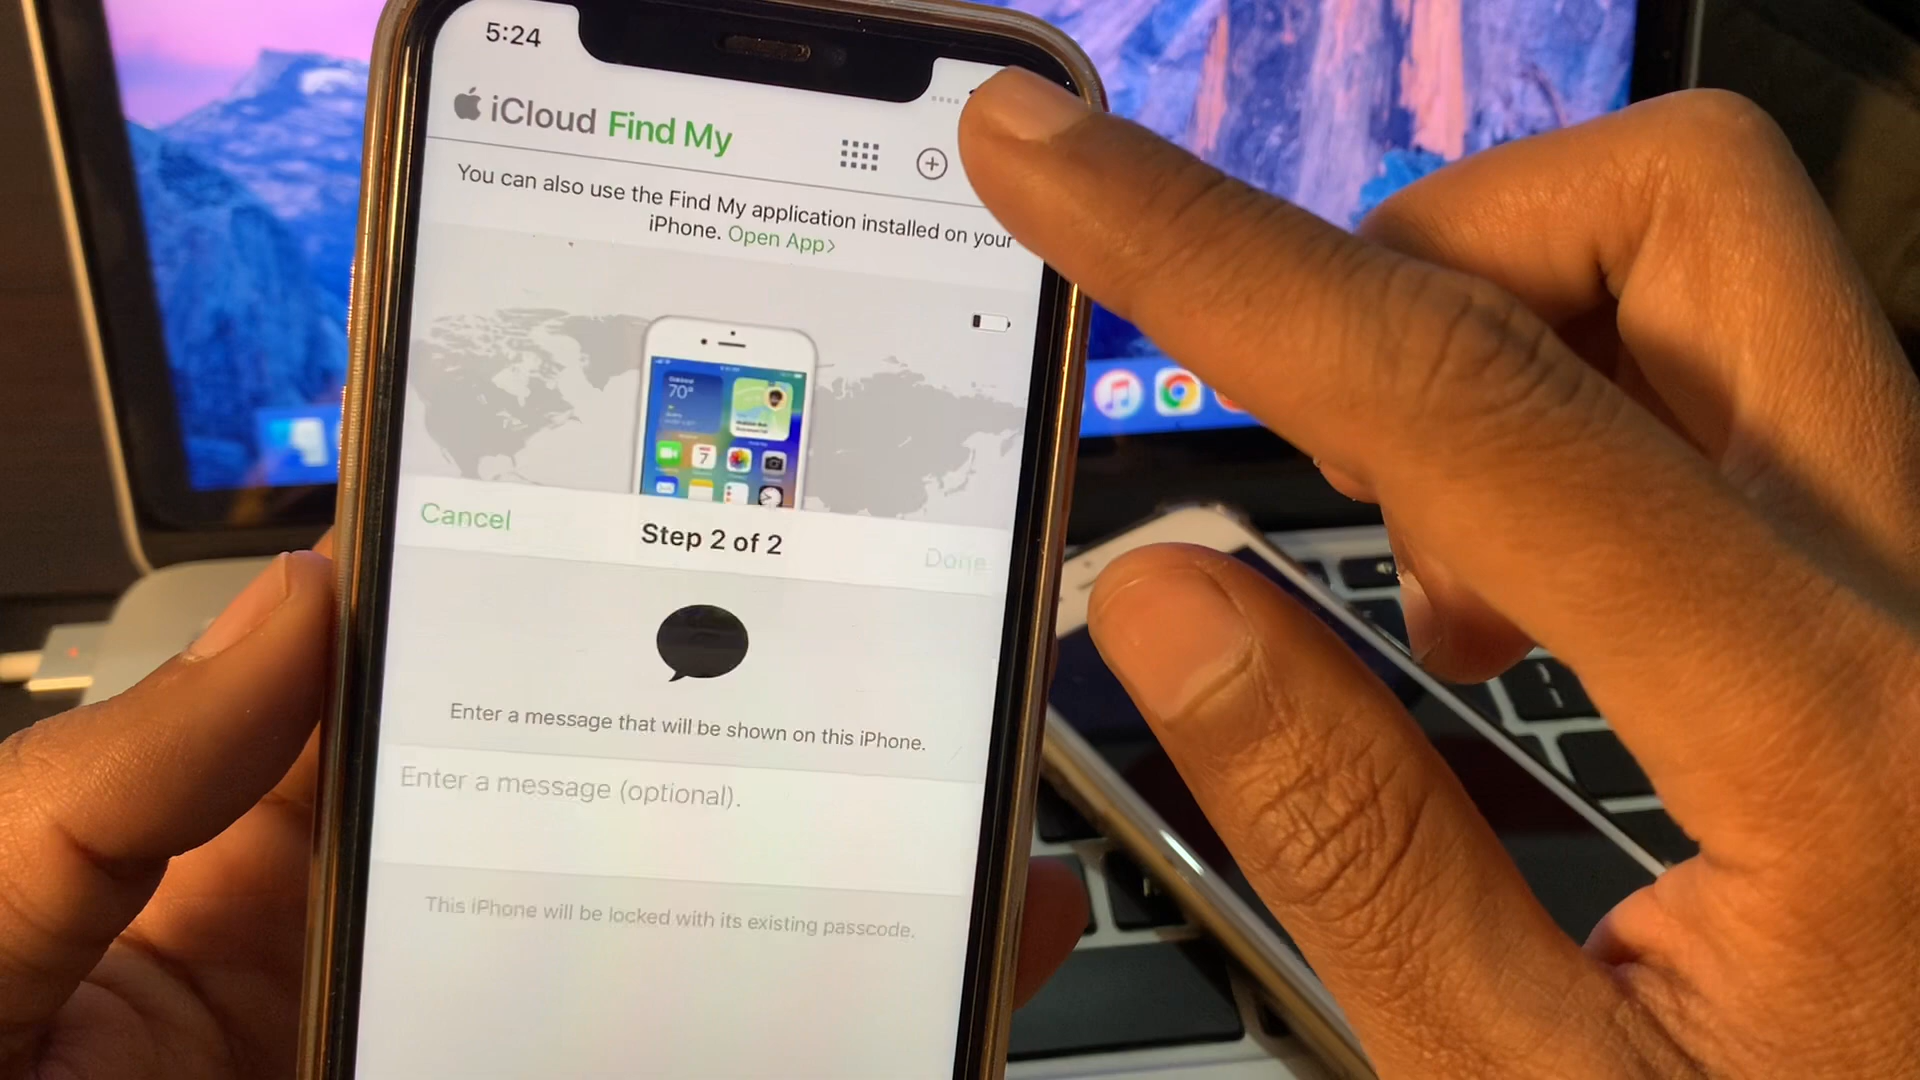 5:24
iCloud Find My
You can also use the Find My application installed on your
iPhone. Open App>
70°
7
Cancel
Step 2 of 2
Done
Enter a message that will be shown on this iPhone.
Enter a message (optional).
This iPhone will be locked with its existing passcode.